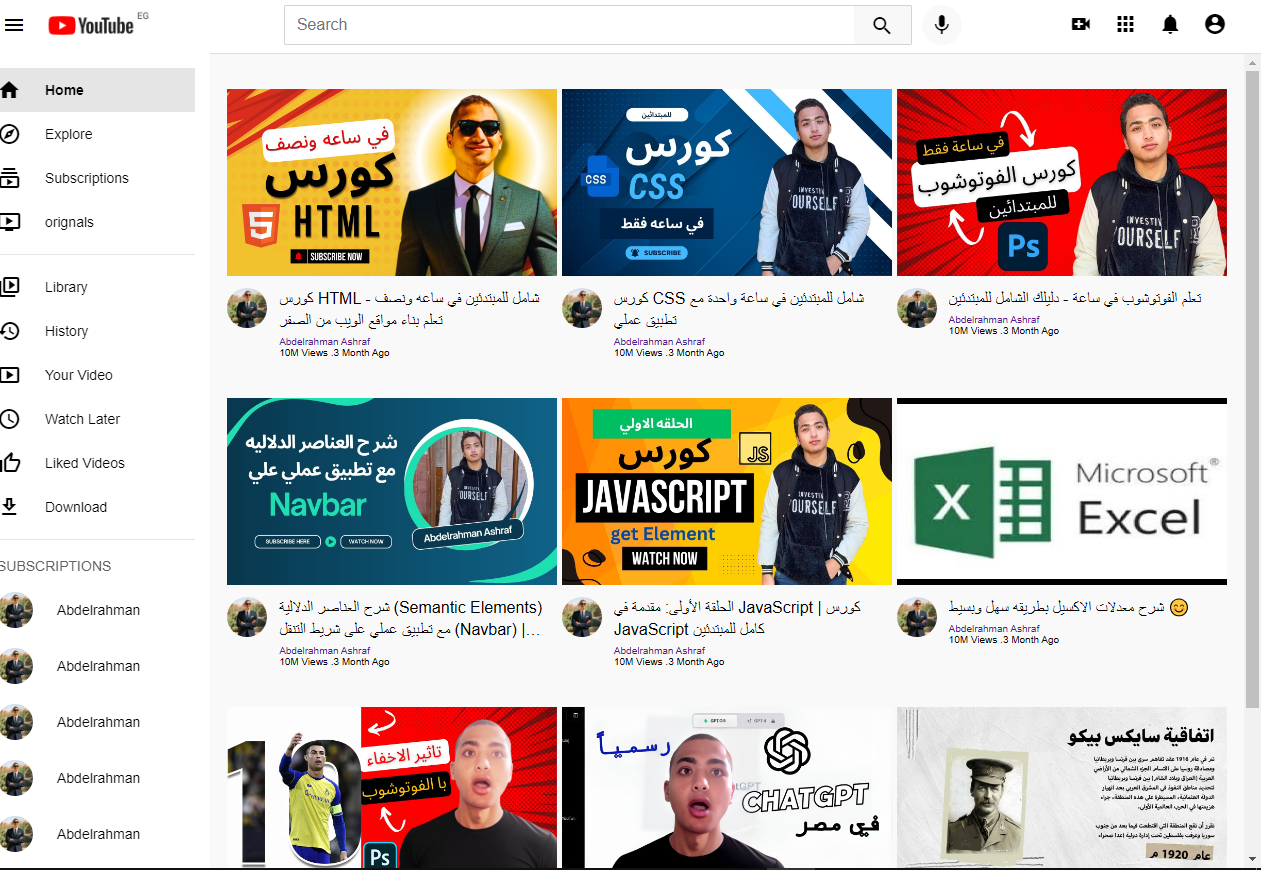 YouTube EG
Search
Home
Explore
Subscriptions
orignals
Library
History
Your Video
Watch Later
Liked Videos
Download
SUBSCRIPTIONS
Abdelrahman
Abdelrahman
Abdelrahman
Abdelrahman
Abdelrahman
في ساعه ونصف
كورس
HTML
5
SUBSCRIBE NOW
للمبتدئين
كورس
CSS
CSS
في ساعه فقط
SUBSCRIBE
INVESTIN
YOURSELF
في ساعة فقط
كورس الفوتوشوب
للمبتدئين
Ps
INVESTIN
YOURSELF
كورس HTML شامل للمبتدئين في ساعه ونصف -
تعلم بناء مواقع الويب من الصفر
Abdelrahman Ashraf
10M Views .3 Month Ago
كورس CSS شامل للمبتدئين في ساعة واحدة مع
تطبيق عملي
Abdelrahman Ashraf
10M Views .3 Month Ago
تعلم الفوتوشوب في ساعة - دليلك الشامل للمبتدئين
Abdelrahman Ashraf
10M Views .3 Month Ago
شرح العناصر الدلاليه
مع تطبيق عملي علي
Navbar
SUBSCRIBE HERE
WATCH NOW
YOURSELF
Abdelrahman Ashraf
الحلقه الاولي
كورس
JS
JAVASCRIPT
get Element
WATCH NOW
INVESTIN
YOURSELF
Microsoft®
Excel
X
شرح العناصر الدلالية (Semantic Elements)
مع تطبيق عملي على شريط التنقل (Navbar) |...
Abdelrahman Ashraf
10M Views .3 Month Ago
الحلقة الأولى: مقدمة في JavaScript | كورس
JavaScript كامل للمبتدئين
Abdelrahman Ashraf
10M Views .3 Month Ago
شرح معدلات الاكسيل بطريقه سهل وبسيط 😊
Abdelrahman Ashraf
10M Views .3 Month Ago
تاثير الاخفاء
با الفوتوشوب
Ps
رسمياً
CHATGPT
في مصر
اتفاقية سايكس بيكو
عام 1920 م